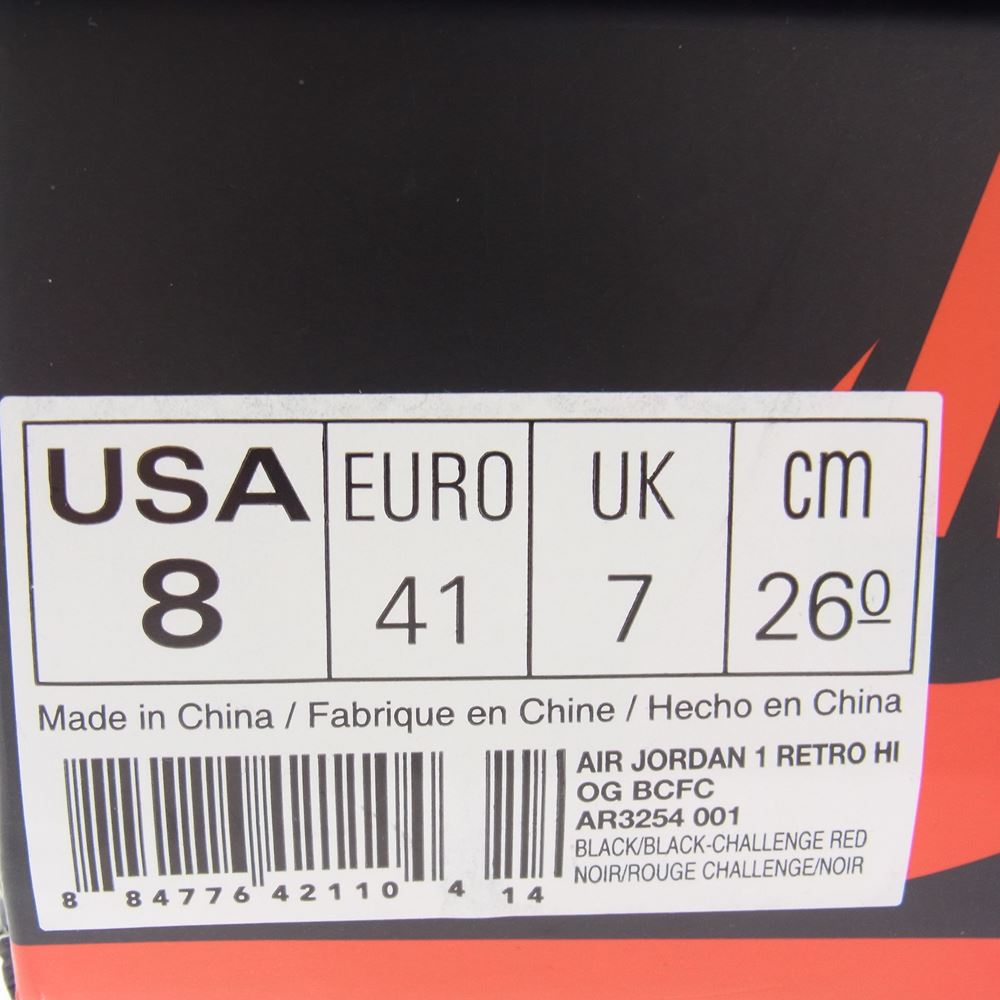 USA EURO UK cm
8 41 7 26 0
Made in China / Fabrique en Chine / Hecho en China
AIR JORDAN 1 RETRO HI
OG BCFC
AR3254 001
BLACK/BLACK-CHALLENGE RED
NOIR/ROUGE CHALLENGE/NOIR
8 84776 42110 4 14